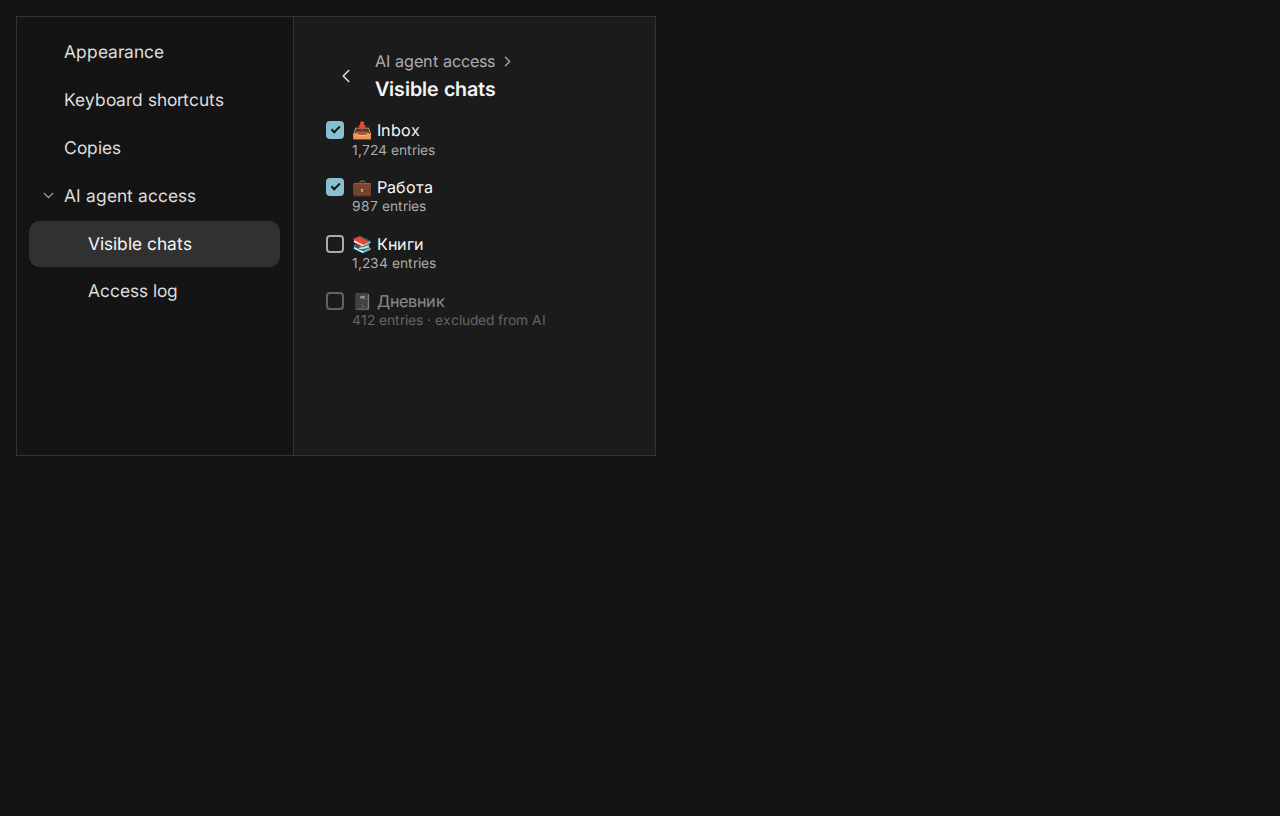 Appearance
Keyboard shortcuts
Copies
AI agent access
Visible chats
Access log
AI agent access
Visible chats
📥 Inbox
1,724 entries
💼 Работа
987 entries
📚 Книги
1,234 entries
📓 Дневник
412 entries · excluded from AI